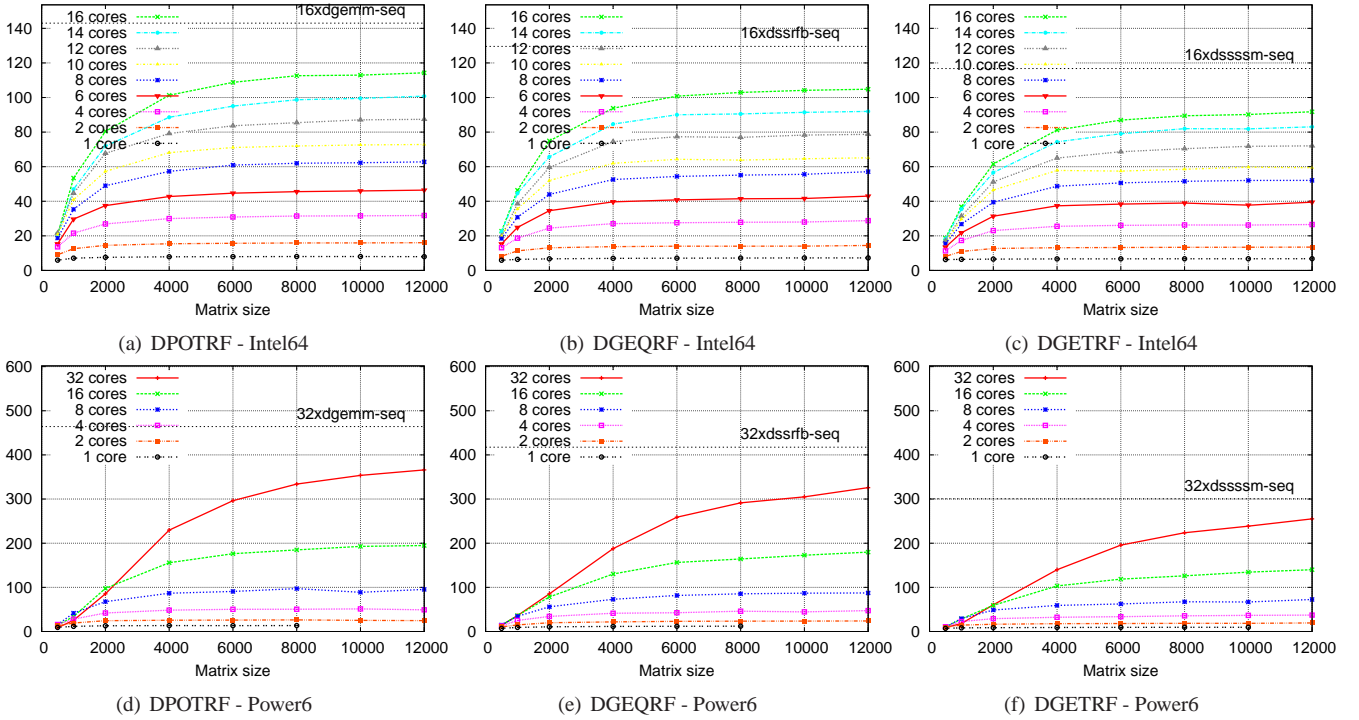 140
120
100
80
60
40
20
0
16 cores
14 cores
12 cores
10 cores
8 cores
6 cores
4 cores
2 cores
1 core
16xdgemm-seq
0 2000 4000 6000 8000 10000 12000
Matrix size
(a) DPOTRF - Intel64
140
120
100
80
60
40
20
0
16 cores
14 cores
12 cores
10 cores
8 cores
6 cores
4 cores
2 cores
1 core
16xdssrfb-seq
0 2000 4000 6000 8000 10000 12000
Matrix size
(b) DGEQRF - Intel64
140
120
100
80
60
40
20
0
16 cores
14 cores
12 cores
10 cores
8 cores
6 cores
4 cores
2 cores
1 core
16xdssssm-seq
0 2000 4000 6000 8000 10000 12000
Matrix size
(c) DGETRF - Intel64
600
500
400
300
200
100
0
32 cores
16 cores
8 cores
4 cores
2 cores
1 core
32xdgemm-seq
0 2000 4000 6000 8000 10000 12000
Matrix size
(d) DPOTRF - Power6
600
500
400
300
200
100
0
32 cores
16 cores
8 cores
4 cores
2 cores
1 core
32xdssrfb-seq
0 2000 4000 6000 8000 10000 12000
Matrix size
(e) DGEQRF - Power6
600
500
400
300
200
100
0
32 cores
16 cores
8 cores
4 cores
2 cores
1 core
32xdssssm-seq
0 2000 4000 6000 8000 10000 12000
Matrix size
(f) DGETRF - Power6